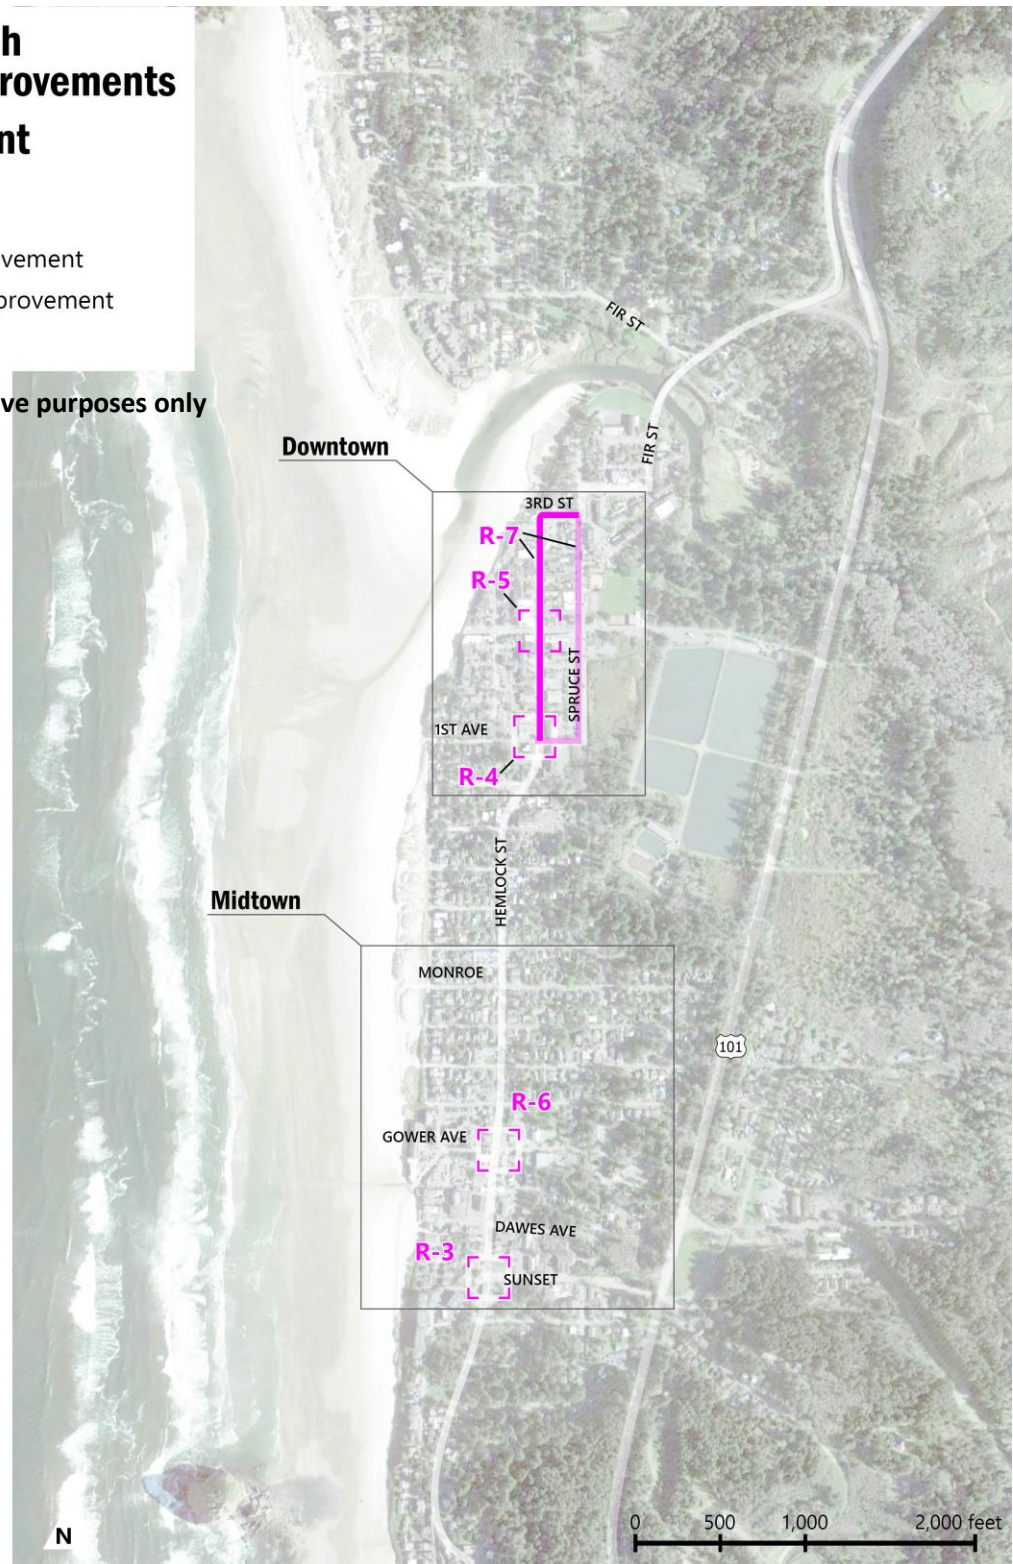 h
rovements
nt
vement
provement
ve purposes only
FIR ST
FIR ST
Downtown
3RD ST
R-7
R-5
SPRUCE ST
1ST AVE
R-4
HEMLOCK ST
Midtown
MONROE
101
R-6
GOWER AVE
DAWES AVE
R-3
SUNSET
N
0 500 1,000 2,000 feet